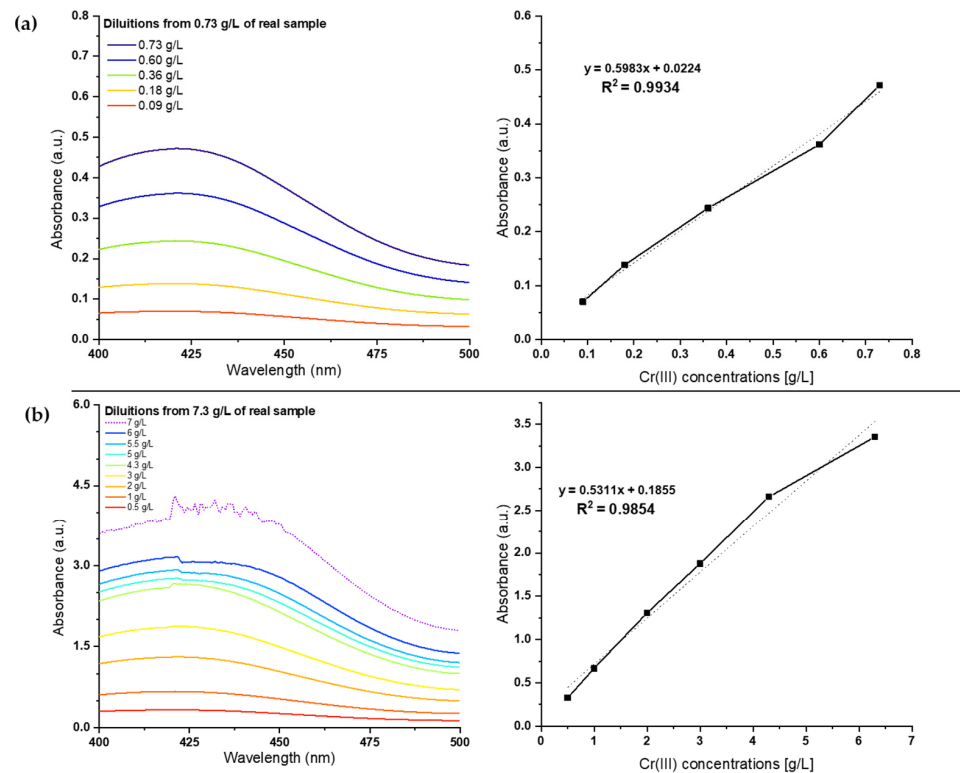 (a)
Diluitions from 0.73 g/L of real sample
0.73 g/L
0.60 g/L
0.36 g/L
0.18 g/L
0.09 g/L
Absorbance (a.u.)
0.8
0.7
0.6
0.5
0.4
0.3
0.2
0.1
0.0
400
425
450
475
500
Wavelength (nm)
y = 0.5983x + 0.0224
R² = 0.9934
Absorbance (a.u.)
0.6
0.5
0.4
0.3
0.2
0.1
0.0
0.0
0.1
0.2
0.3
0.4
0.5
0.6
0.7
0.8
Cr(III) concentrations [g/L]
(b)
Diluitions from 7.3 g/L of real sample
7 g/L
6 g/L
5.5 g/L
5 g/L
4.3 g/L
3 g/L
2 g/L
1 g/L
0.5 g/L
Absorbance (a.u.)
6.0
4.5
3.0
1.5
0.0
400
425
450
475
500
Wavelength (nm)
y = 0.5311x + 0.1855
R² = 0.9854
Absorbance (a.u.)
3.5
3.0
2.5
2.0
1.5
1.0
0.5
0.0
0
1
2
3
4
5
6
7
Cr(III) concentrations [g/L]